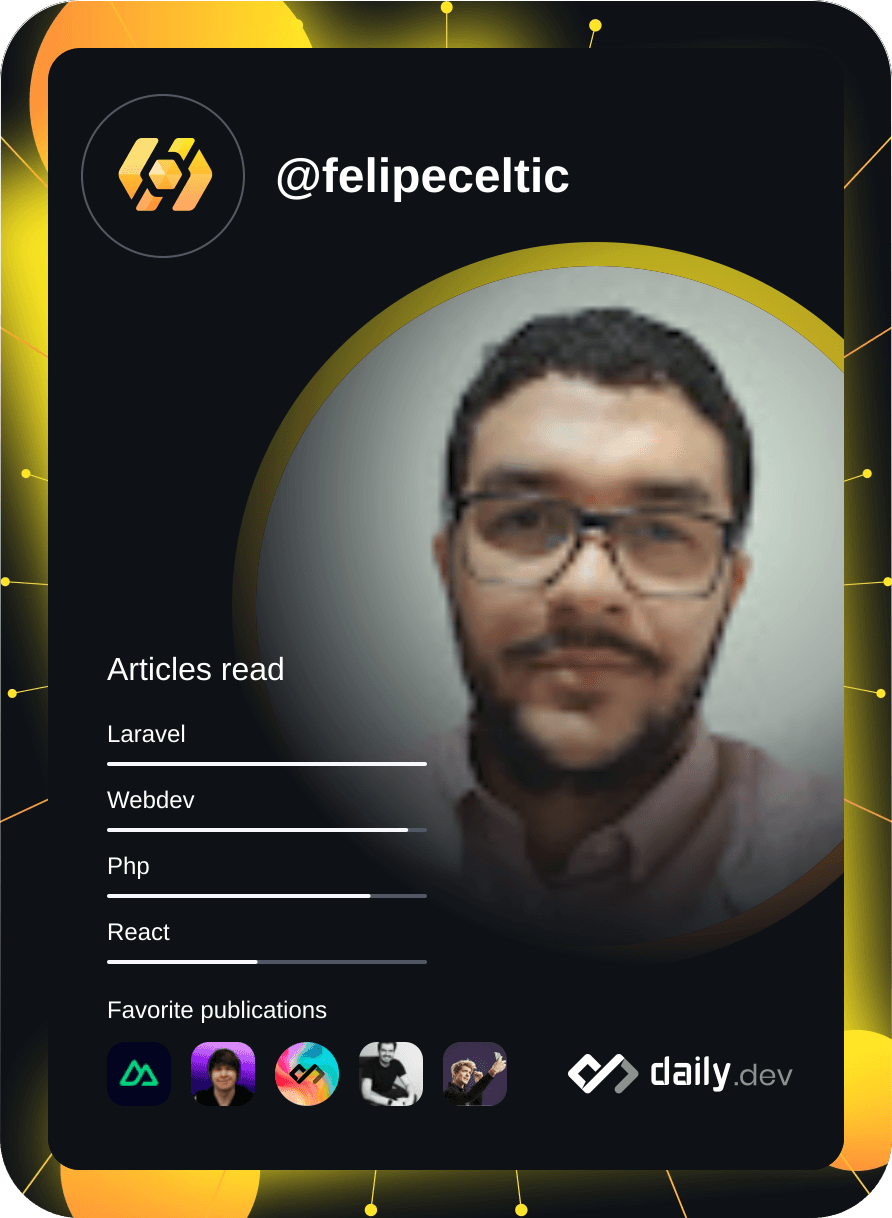 @felipeceltic
Articles read
Laravel
Webdev
Php
React
Favorite publications
daily.dev